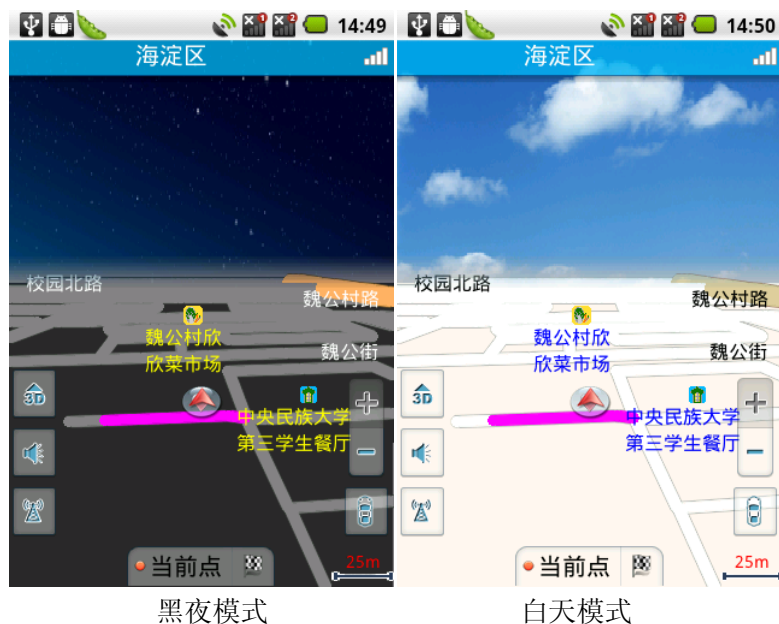 14:49
海淀区
校园北路
魏公村路
魏公村欣
欣菜市场
魏公街
3D
中央民族大学
第三学生餐厅
当前点
25m
黑夜模式
14:50
海淀区
校园北路
魏公村路
魏公村欣
欣菜市场
魏公街
3D
中央民族大学
第三学生餐厅
当前点
25m
白天模式